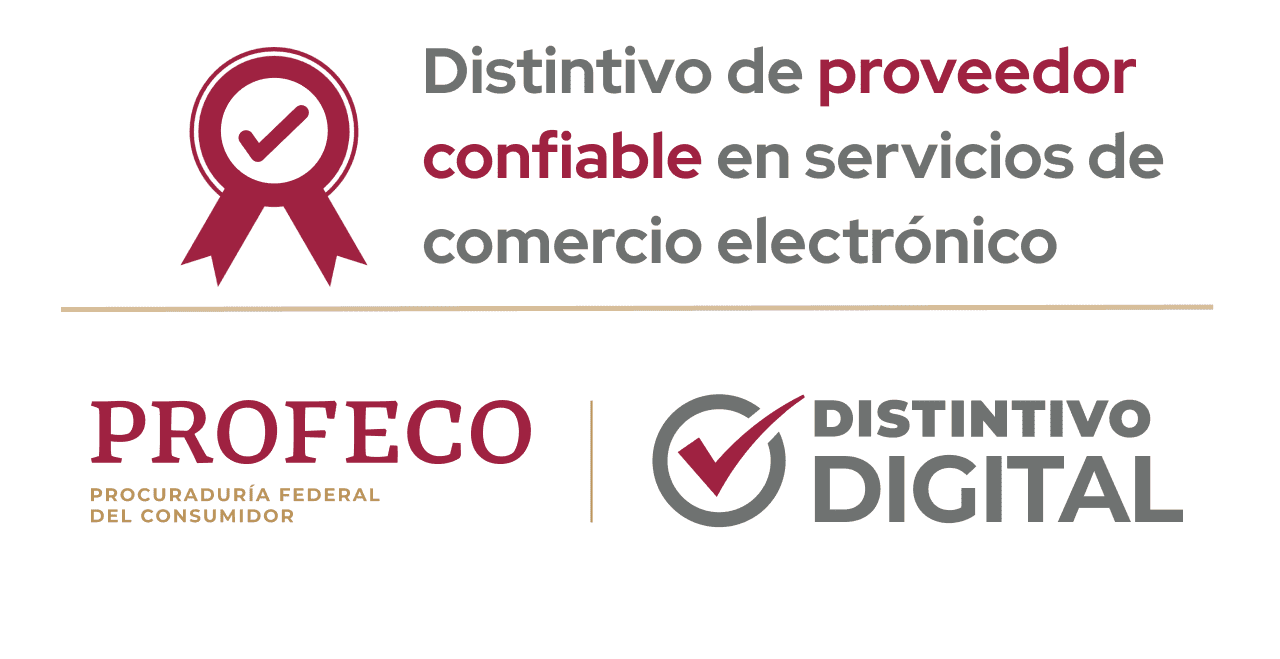 Distintivo de proveedor
confiable en servicios de
comercio electrónico
PROFECO
PROCURADURÍA FEDERAL
DEL CONSUMIDOR
DISTINTIVO
DIGITAL